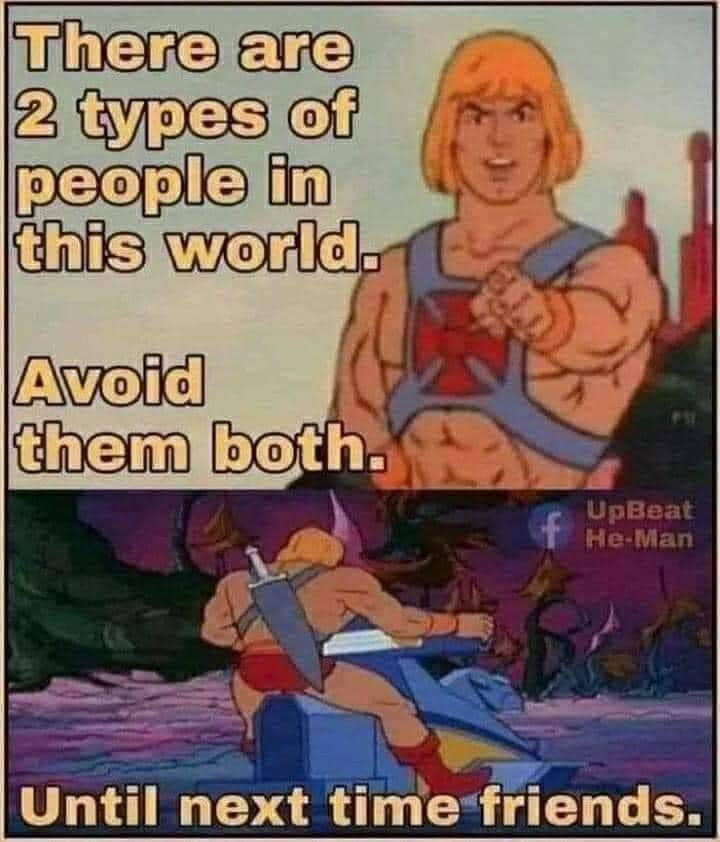 There are
2 types of
people in
this world.
Avoid
them both.
f UpBeat
He-Man
Until next time friends.